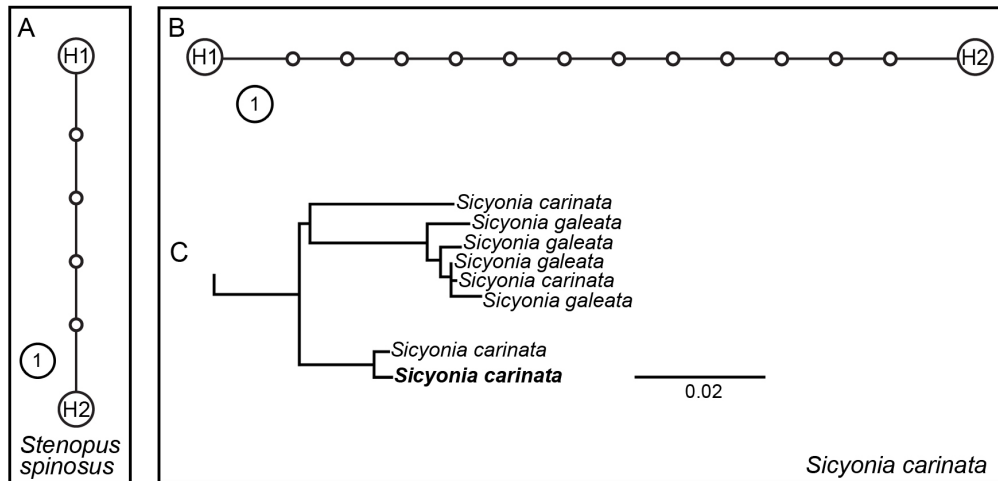 A
H1
1
H2
Stenopus
spinosus
B
H1
H2
1
C
Sicyonia carinata
Sicyonia galeata
Sicyonia galeata
Sicyonia galeata
Sicyonia carinata
Sicyonia galeata
Sicyonia carinata
Sicyonia carinata
0.02
Sicyonia carinata